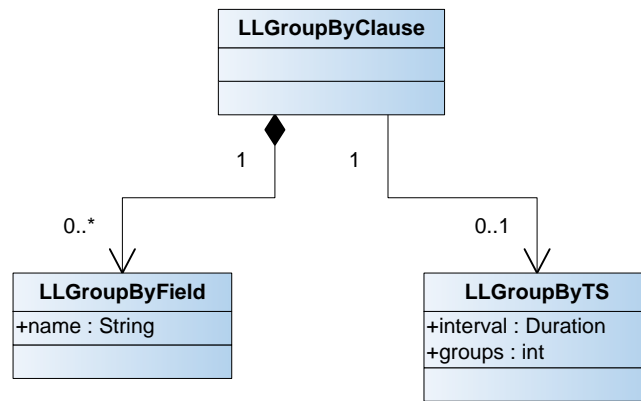 LLGroupByClause
1
1
0..*
0..1
LLGroupByField
+name : String
LLGroupByTS
+interval : Duration
+groups : int